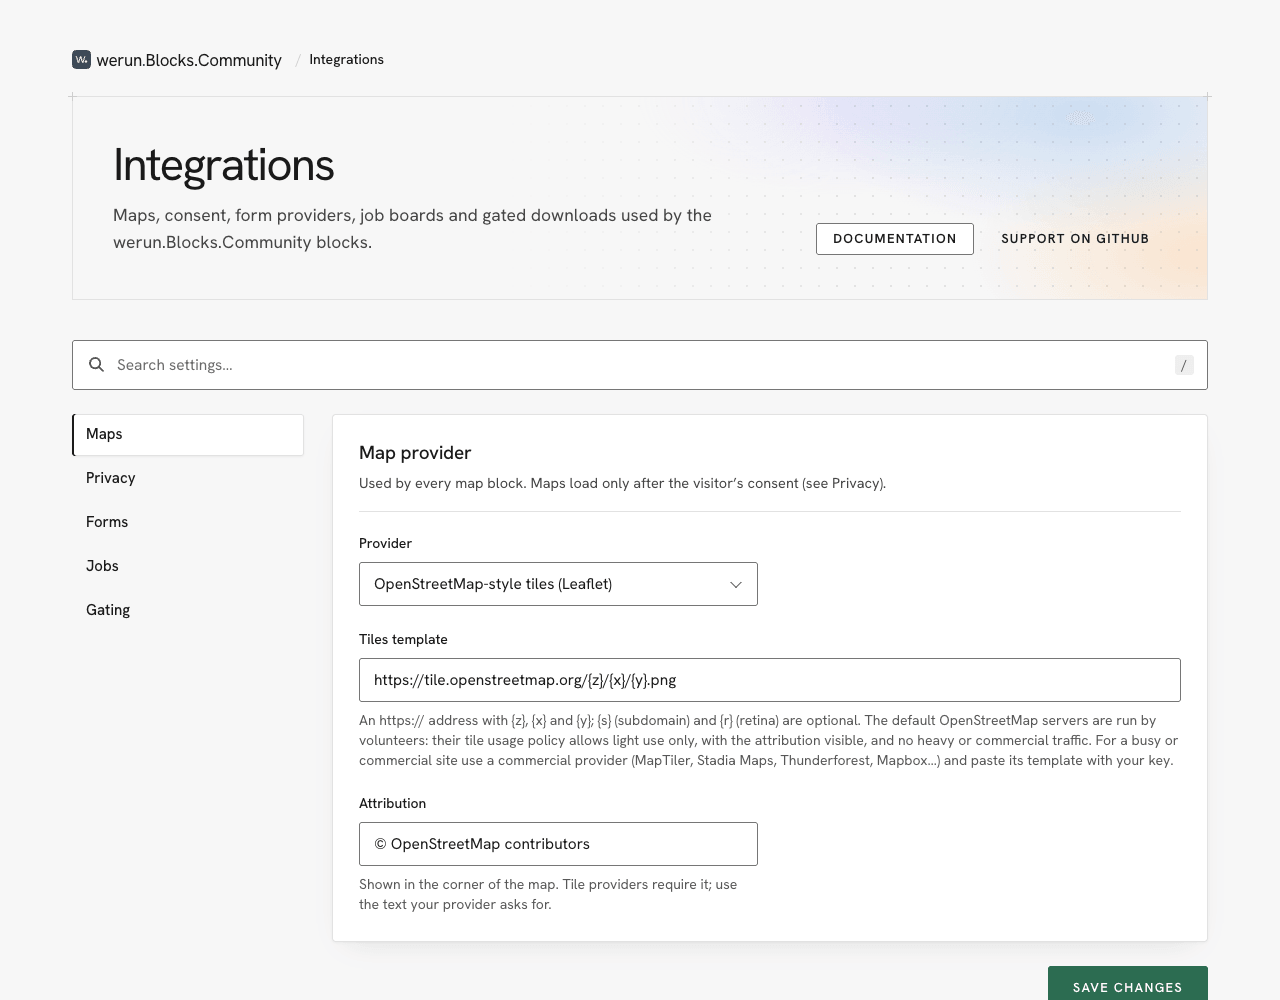 W. werun.Blocks.Community / Integrations
Integrations
Maps, consent, form providers, job boards and gated downloads used by the
werun.Blocks.Community blocks.
DOCUMENTATION
SUPPORT ON GITHUB
Search settings...
/
Maps
Privacy
Forms
Jobs
Gating
Map provider
Used by every map block. Maps load only after the visitor’s consent (see Privacy).
Provider
OpenStreetMap-style tiles (Leaflet)
Tiles template
https://tile.openstreetmap.org/{z}/{x}/{y}.png
An https:// address with {z}, {x} and {y}; {s} (subdomain) and {r} (retina) are optional. The default OpenStreetMap servers are run by
volunteers: their tile usage policy allows light use only, with the attribution visible, and no heavy or commercial traffic. For a busy or
commercial site use a commercial provider (MapTiler, Stadia Maps, Thunderforest, Mapbox…) and paste its template with your key.
Attribution
© OpenStreetMap contributors
Shown in the corner of the map. Tile providers require it; use
the text your provider asks for.
SAVE CHANGES